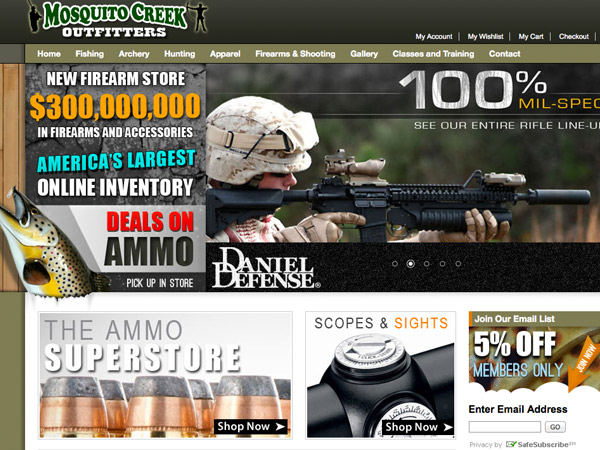 MOSQUITO CREEK
OUTFITTERS
My Account | My Wishlist | My Cart | Checkout |
Home Fishing Archery Hunting Apparel Firearms & Shooting Gallery Classes and Training Contact
NEW FIREARM STORE
$300,000,000
IN FIREARMS AND ACCESSORIES
AMERICA'S LARGEST
ONLINE INVENTORY
DEALS ON
AMMO
PICK UP IN STORE
100%
MIL-SPEC
SEE OUR ENTIRE RIFLE LINE-U
DANIEL
DEFENSE®
THE AMMO
SUPERSTORE
Shop Now >
SCOPES & SIGHTS
Shop Now >
Join Our Email List
5% OFF
MEMBERS ONLY
JOIN NOW
Enter Email Address
GO
Privacy by SafeSubscribe